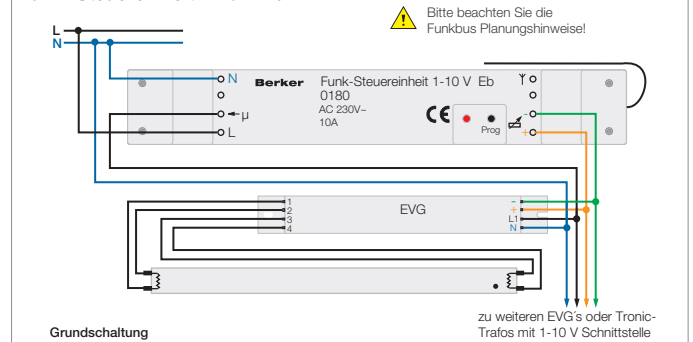 Bitte beachten Sie die
Funkbus Planungshinweise!
L
N
N
Berker
Funk-Steuereinheit 1-10 V Eb
0180
AC 230V~
10A
µ
L
CE
Prog
-
+
1
2
3
4
EVG
-
+
L1
N
zu weiteren EVG´s oder Tronic-
Trafos mit 1-10 V Schnittstelle
Grundschaltung